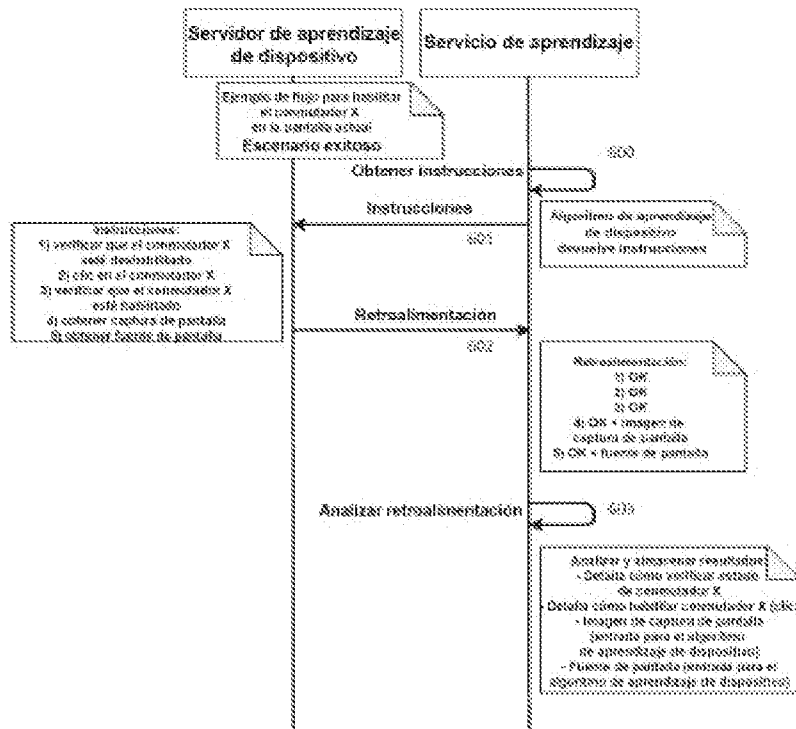 Servidor de aprendizaje
de dispositivo
Servicio de aprendizaje
Ejemplo de flujo para habilitar
el conmutador X
en la pantalla actual
Escenario exitoso
600
Obtener instrucciones
Instrucciones
601
Algoritmo de aprendizaje
de dispositivo
devuelve instrucciones
Instrucciones:
1) verificar que el conmutador X
está deshabilitado
2) clic en el conmutador X
3) verificar que el conmutador X
está habilitado
4) obtener captura de pantalla
5) obtener fuente de pantalla
Retroalimentación
602
Retroalimentación:
1) OK
2) OK
3) OK
4) OK + imagen de
captura de pantalla
5) OK + fuente de pantalla
Analizar retroalimentación
603
Analizar y almacenar resultados
- Detalla cómo verificar estado
de conmutador X
- Detalla cómo habilitar conmutador X (clic
- Imagen de captura de pantalla
(entrada para el algoritmo
de aprendizaje de dispositivo)
- Fuente de pantalla (entrada para el
algoritmo de aprendizaje de dispositivo)